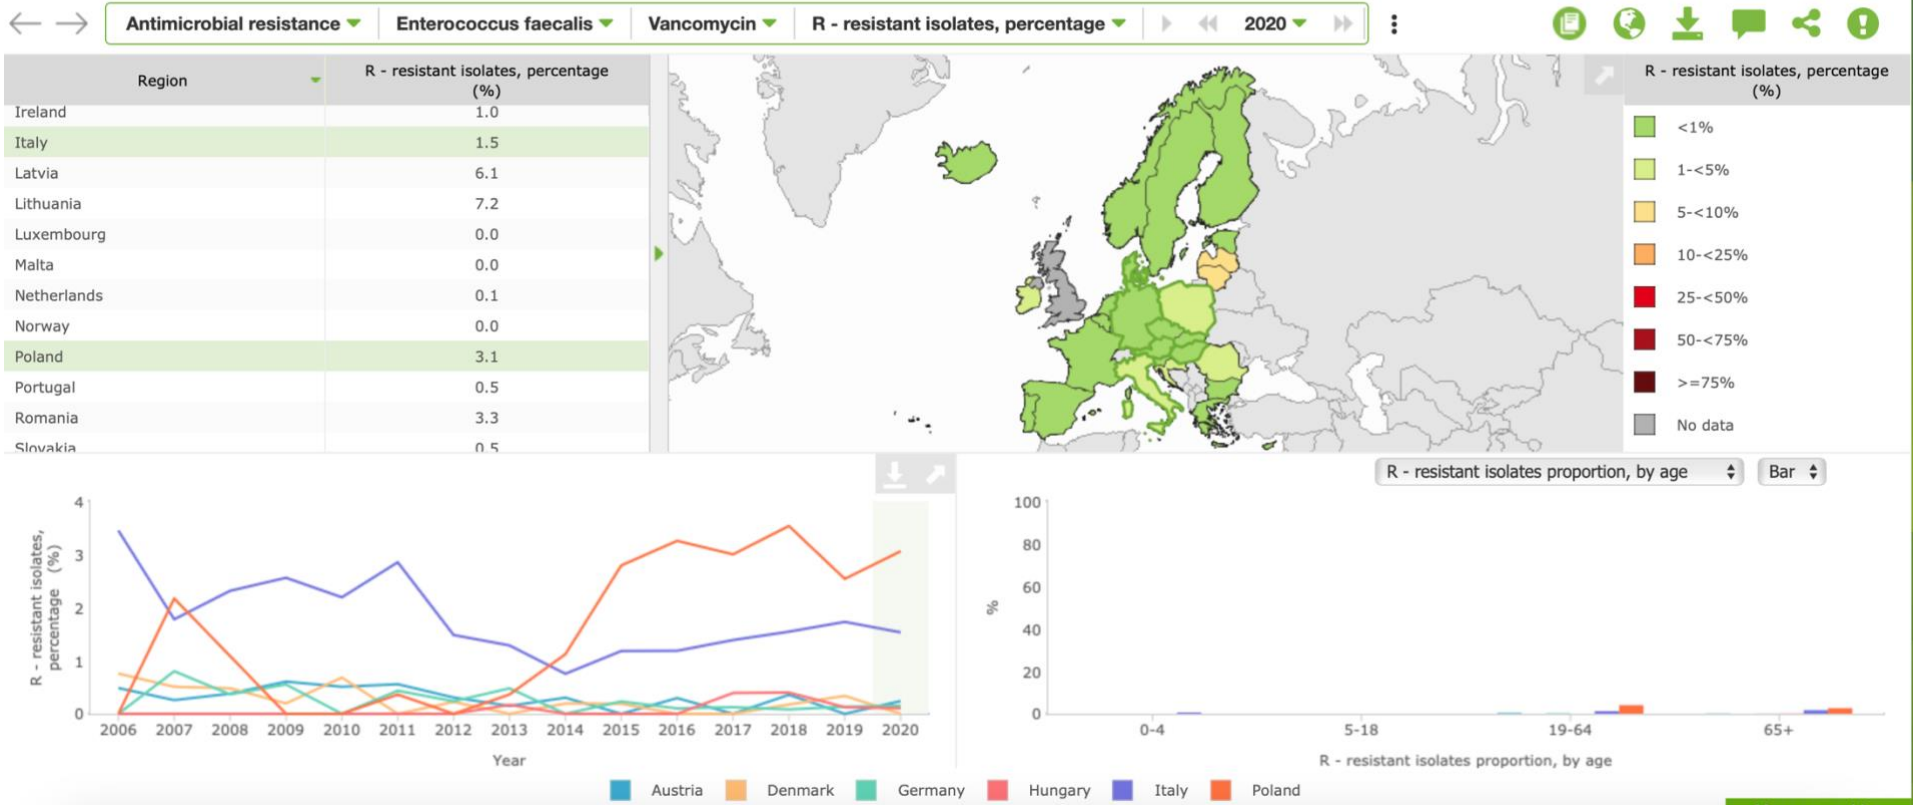 Antimicrobial resistance Enterococcus faecalis Vancomycin R - resistant isolates, percentage 2020
Region R - resistant isolates, percentage (%)
Ireland 1.0
Italy 1.5
Latvia 6.1
Lithuania 7.2
Luxembourg 0.0
Malta 0.0
Netherlands 0.1
Norway 0.0
Poland 3.1
Portugal 0.5
Romania 3.3
Slovakia 0.5
R - resistant isolates, percentage
(%)
<1%
1-<5%
5-<10%
10-<25%
25-<50%
50-<75%
>=75%
No data
R - resistant isolates,
percentage (%)
4
3
2
1
0
2006 2007 2008 2009 2010 2011 2012 2013 2014 2015 2016 2017 2018 2019 2020
Year
R - resistant isolates proportion, by age Bar
%
100
80
60
40
20
0
0-4 5-18 19-64 65+
R - resistant isolates proportion, by age
Austria Denmark Germany Hungary Italy Poland